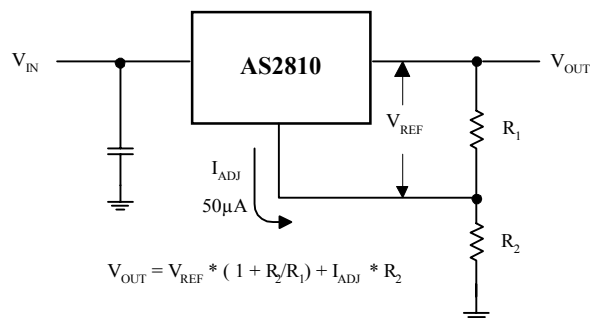 V_IN
AS2810
V_OUT
V_REF
R_1
I_ADJ
50µA
R_2
V_OUT = V_REF * ( 1 + R_2/R_1) + I_ADJ * R_2